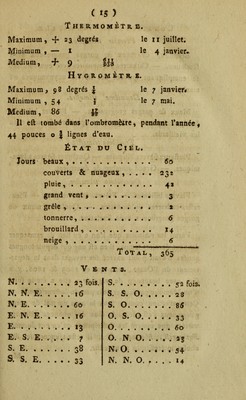 ( 15 )
THERMOMÈTRE.
Maximum, + 23 degrés le 11 juillet.
Minimum, — 1 le 4 janvier.
Medium, + 9
HYGROMÈTRE.
Maximum, 98 degrés ½ le 7 janvier.
Minimum, 54 le 7 mai.
Medium, 86
Il est tombé dans l'ombromètre, pendant l'année,
44 pouces 0 lignes d'eau.
ÉTAT DU CIEL.
Jours beaux, . . . . . . . . . . . 60
couverts & nuageux, . . . . 232
pluie, . . . . . . . . . . . . 42
grand vent, . . . . . . . . . 3
grêle, . . . . . . . . . . . . 2
tonnerre, . . . . . . . . . . 6
brouillard, . . . . . . . . . 14
neige, . . . . . . . . . . . . 6
TOTAL, 365
VENTS.
N. . . . . . . . . 23 fois.
N. N. E. . . . . 16
N. E. . . . . . . 60
E. N. E. . . . . 16
E. . . . . . . . . 13
E. S. E. . . . . 7
S. E. . . . . . . 38
S. S. E. . . . . 33
S. . . . . . . . . 52 fois.
S. S. O. . . . . 28
S. O. . . . . . . 86
O. S. O. . . . . 33
O. . . . . . . . . 60
O. N. O. . . . . 25
N. O. . . . . . . 54
N. N. O. . . . . 14